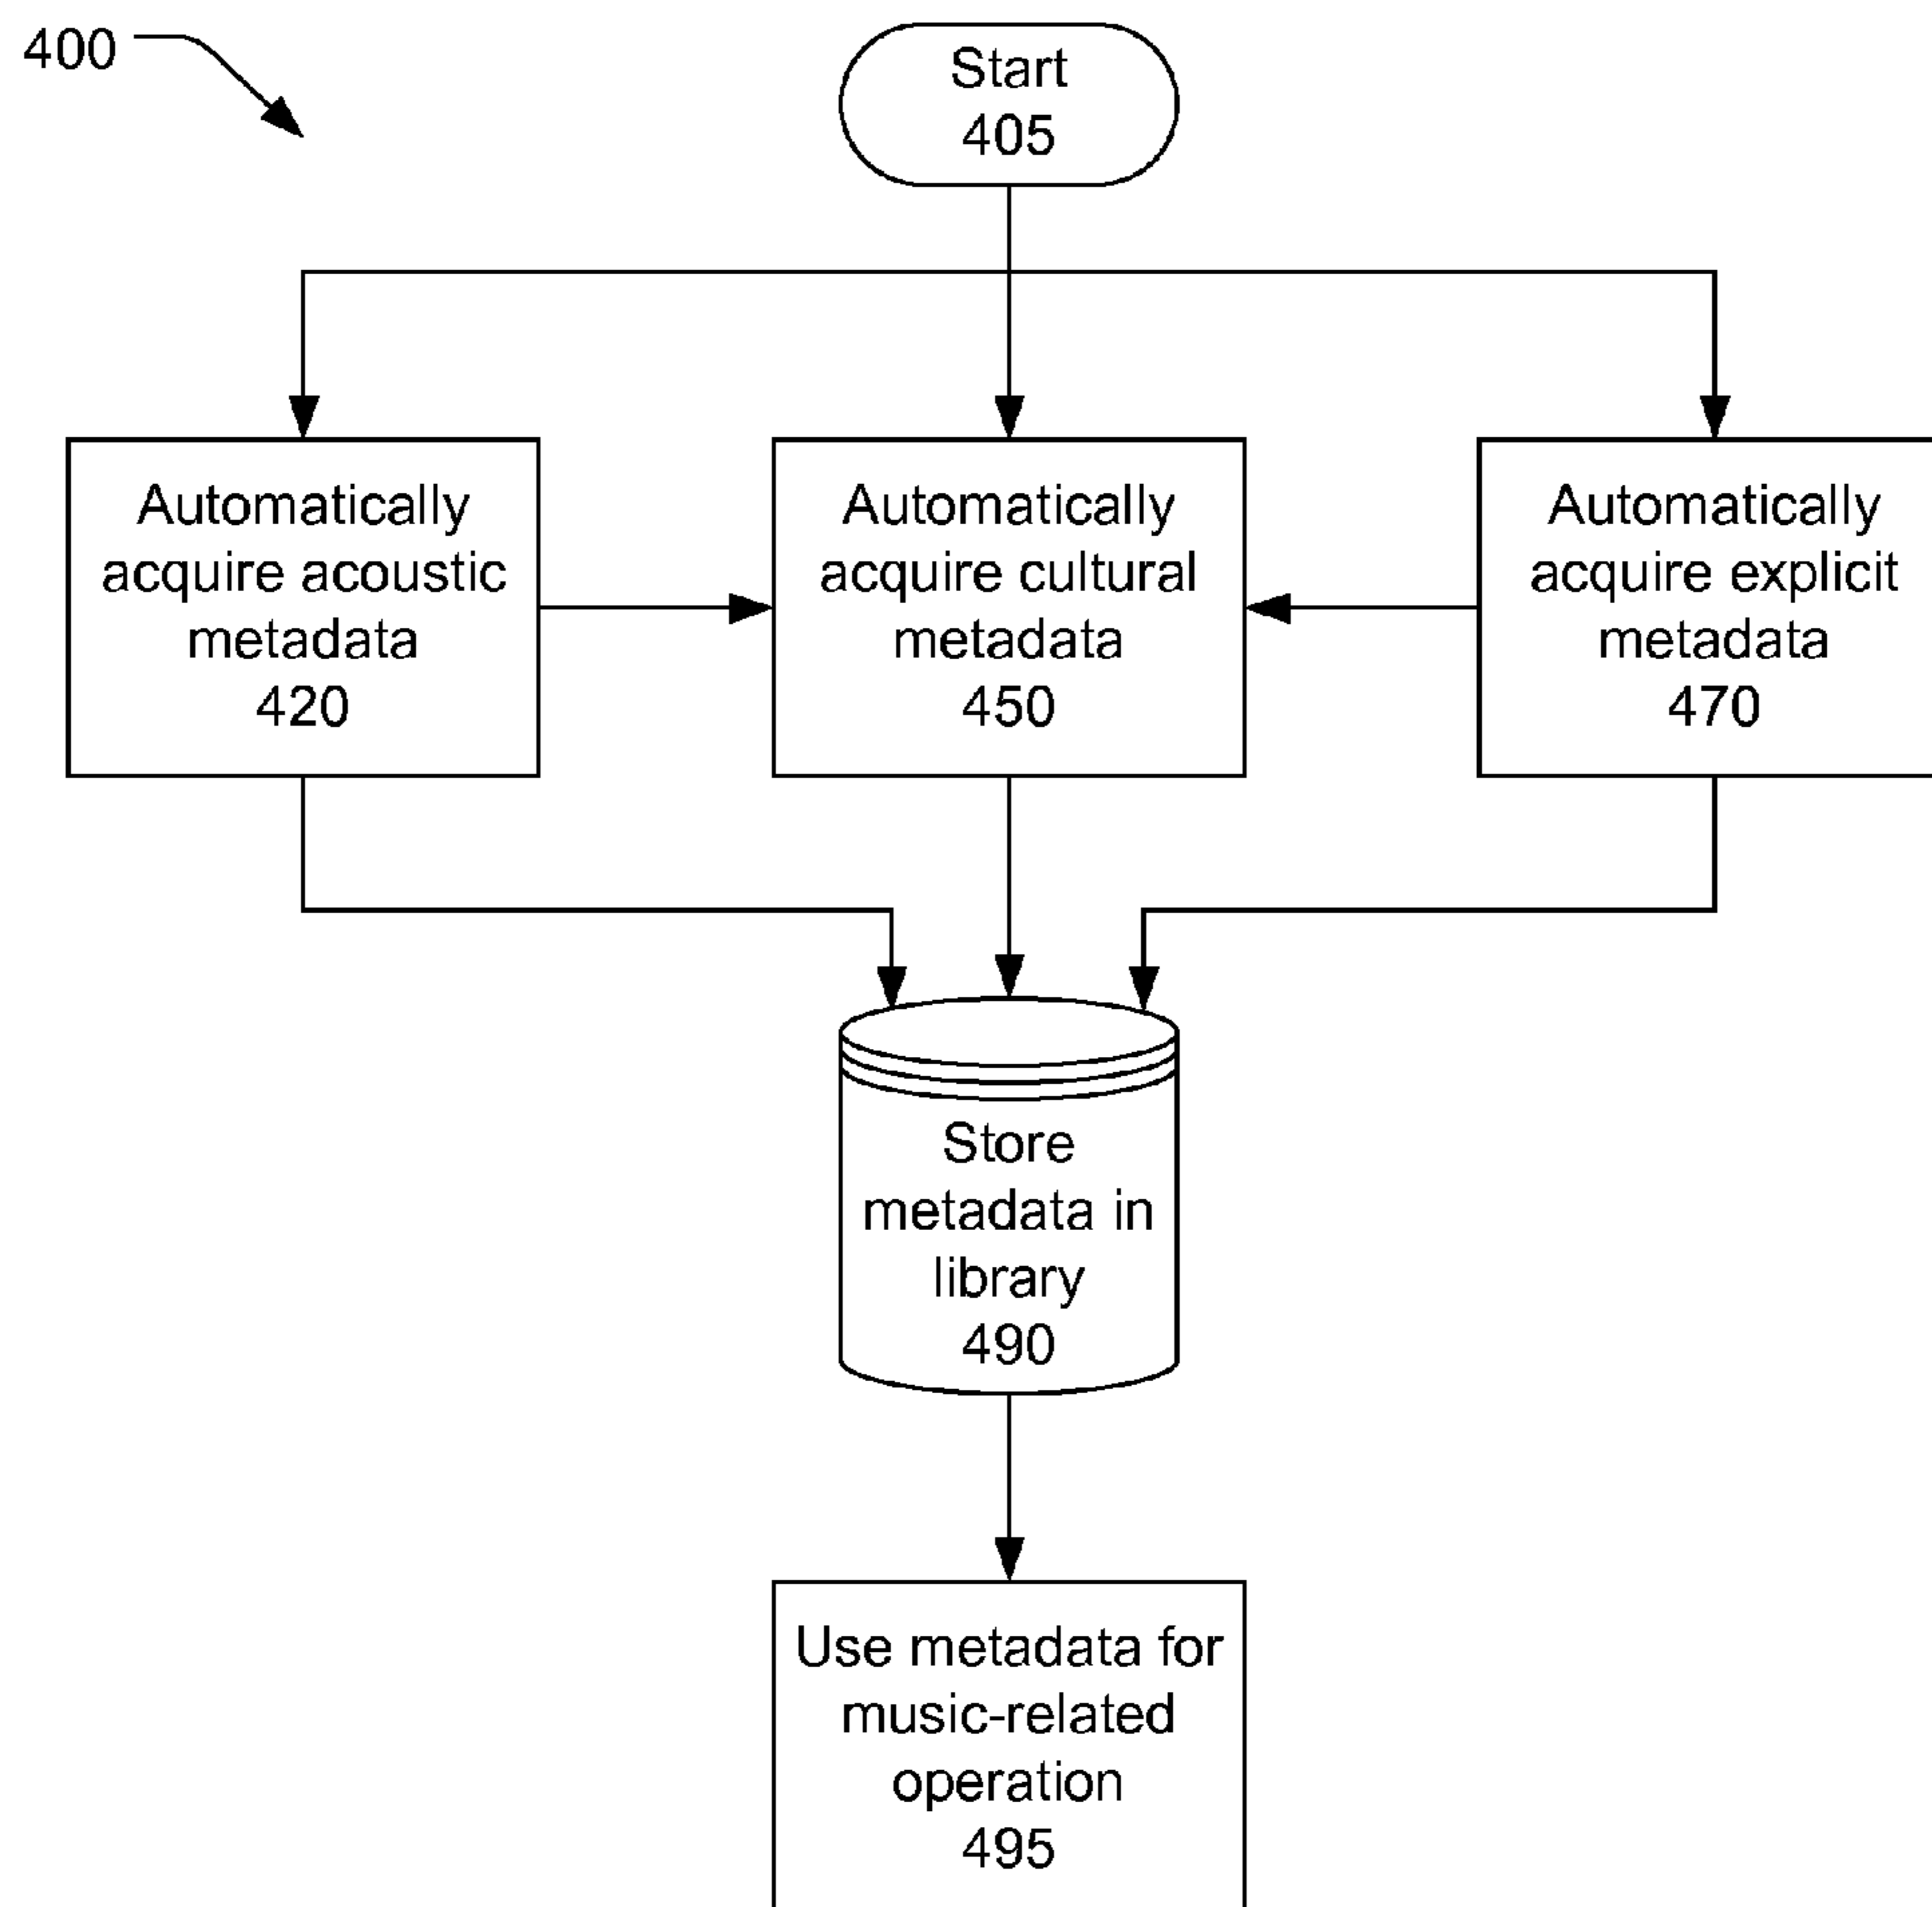 400
Start
405
Automatically
acquire acoustic
metadata
420
Automatically
acquire cultural
metadata
450
Automatically
acquire explicit
metadata
470
Store
metadata in
library
490
Use metadata for
music-related
operation
495